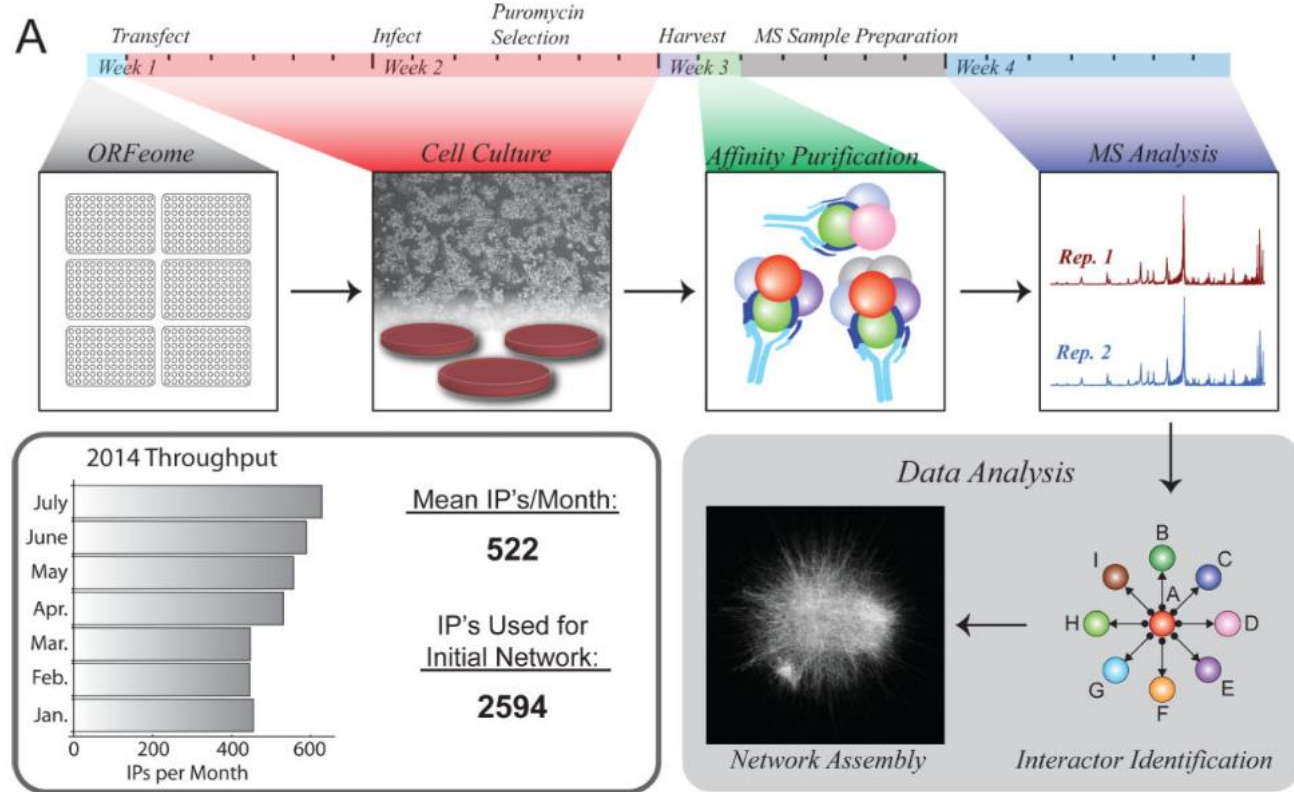 A
Transfect
Infect
Puromycin
Selection
Harvest
MS Sample Preparation
Week 1
Week 2
Week 3
Week 4
ORFeome
Cell Culture
Affinity Purification
MS Analysis
Rep. 1
Rep. 2
2014 Throughput
July
June
May
Apr.
Mar.
Feb.
Jan.
0
200
400
600
IPs per Month
Mean IP's/Month:
522
IP's Used for
Initial Network:
2594
Data Analysis
B
I
C
A
H
D
G
E
F
Network Assembly
Interactor Identification